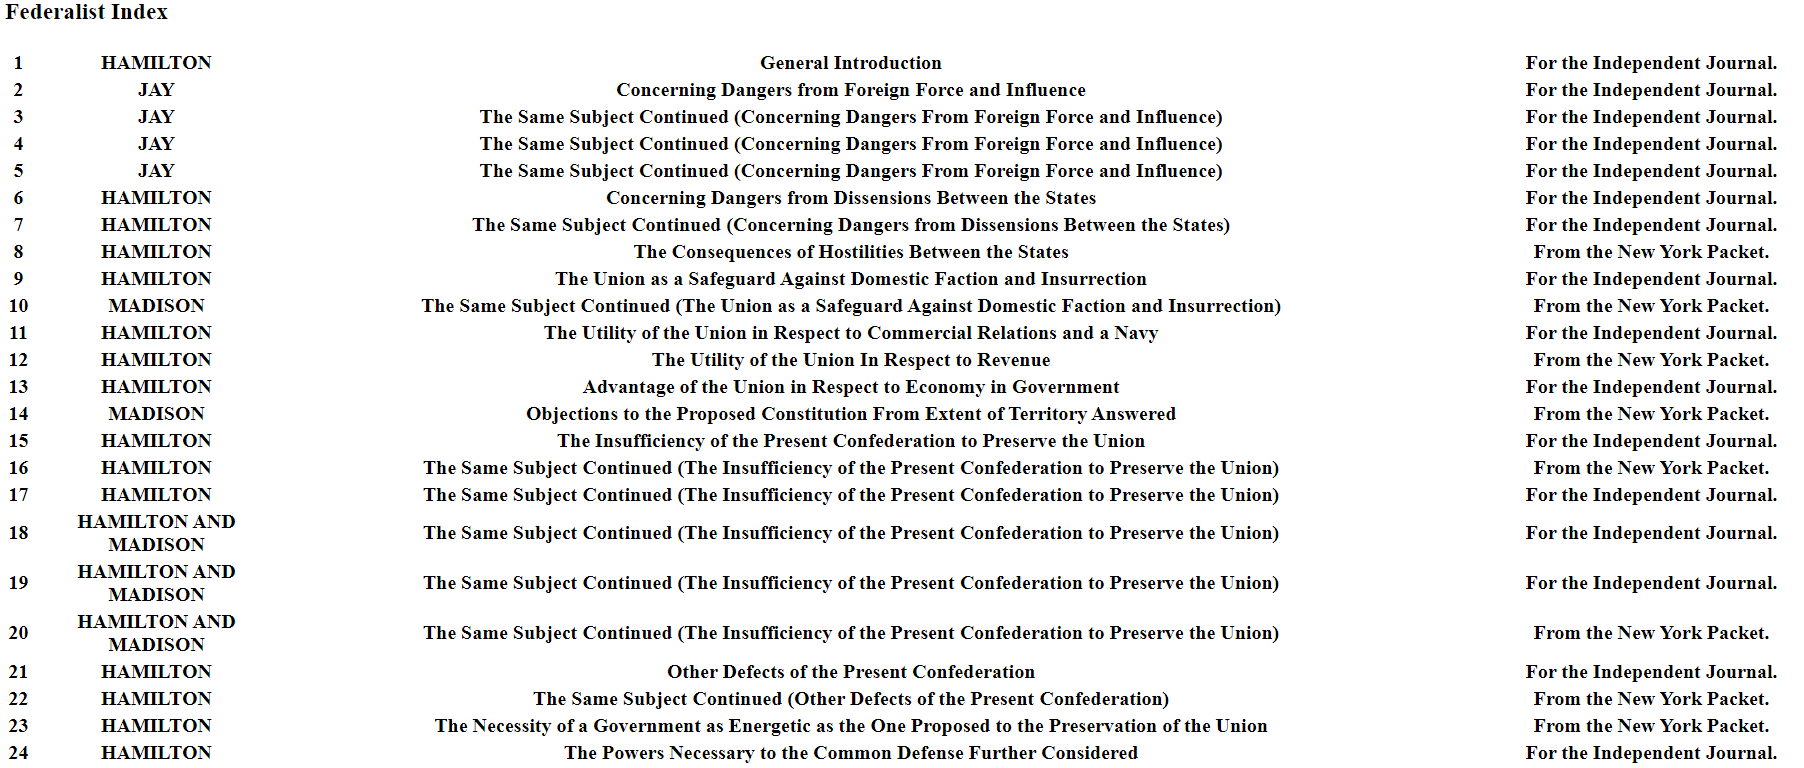 Federalist Index
1 HAMILTON General Introduction For the Independent Journal.
2 JAY Concerning Dangers from Foreign Force and Influence For the Independent Journal.
3 JAY The Same Subject Continued (Concerning Dangers From Foreign Force and Influence) For the Independent Journal.
4 JAY The Same Subject Continued (Concerning Dangers From Foreign Force and Influence) For the Independent Journal.
5 JAY The Same Subject Continued (Concerning Dangers From Foreign Force and Influence) For the Independent Journal.
6 HAMILTON Concerning Dangers from Dissensions Between the States For the Independent Journal.
7 HAMILTON The Same Subject Continued (Concerning Dangers from Dissensions Between the States) For the Independent Journal.
8 HAMILTON The Consequences of Hostilities Between the States From the New York Packet.
9 HAMILTON The Union as a Safeguard Against Domestic Faction and Insurrection For the Independent Journal.
10 MADISON The Same Subject Continued (The Union as a Safeguard Against Domestic Faction and Insurrection) From the New York Packet.
11 HAMILTON The Utility of the Union in Respect to Commercial Relations and a Navy For the Independent Journal.
12 HAMILTON The Utility of the Union In Respect to Revenue From the New York Packet.
13 HAMILTON Advantage of the Union in Respect to Economy in Government For the Independent Journal.
14 MADISON Objections to the Proposed Constitution From Extent of Territory Answered From the New York Packet.
15 HAMILTON The Insufficiency of the Present Confederation to Preserve the Union For the Independent Journal.
16 HAMILTON The Same Subject Continued (The Insufficiency of the Present Confederation to Preserve the Union) From the New York Packet.
17 HAMILTON The Same Subject Continued (The Insufficiency of the Present Confederation to Preserve the Union) For the Independent Journal.
18 HAMILTON AND
MADISON The Same Subject Continued (The Insufficiency of the Present Confederation to Preserve the Union) For the Independent Journal.
19 HAMILTON AND
MADISON The Same Subject Continued (The Insufficiency of the Present Confederation to Preserve the Union) For the Independent Journal.
20 HAMILTON AND
MADISON The Same Subject Continued (The Insufficiency of the Present Confederation to Preserve the Union) From the New York Packet.
21 HAMILTON Other Defects of the Present Confederation For the Independent Journal.
22 HAMILTON The Same Subject Continued (Other Defects of the Present Confederation) From the New York Packet.
23 HAMILTON The Necessity of a Government as Energetic as the One Proposed to the Preservation of the Union From the New York Packet.
24 HAMILTON The Powers Necessary to the Common Defense Further Considered For the Independent Journal.